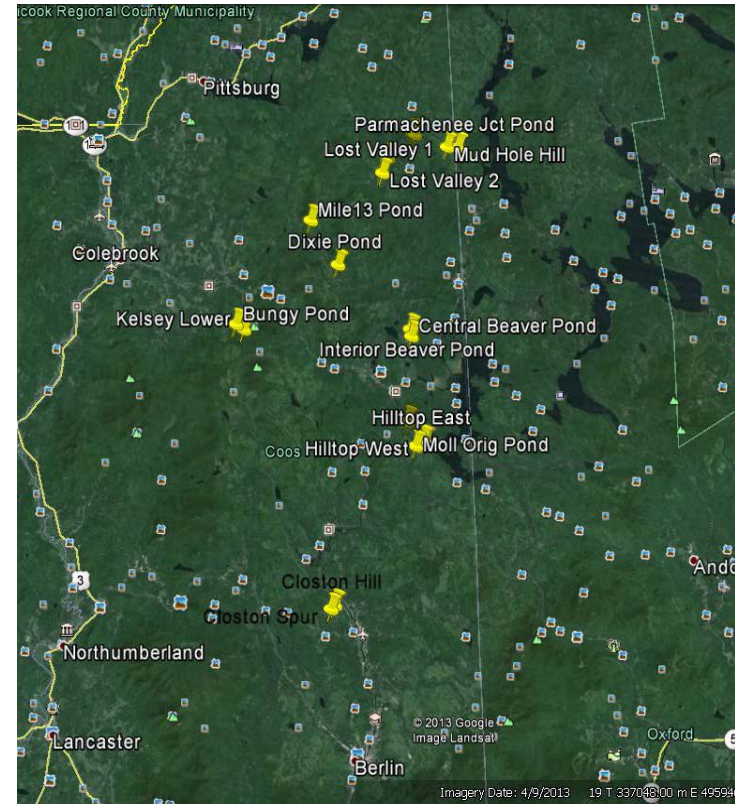 icook Regional County Municipality
Pittsburg
Parmachenee Jct Pond
Lost Valley 1
Mud Hole Hill
Lost Valley 2
Mile13 Pond
Dixie Pond
Colebrook
Kelsey Lower
Bungy Pond
Central Beaver Pond
Interior Beaver Pond
Hilltop East
Coos
Hilltop West
Moll Orig Pond
3
Closton Hill
Closton Spur
Ando
Northumberland
© 2013 Google
Image Landsat
Oxford
5
Lancaster
Berlin
Imagery Date: 4/9/2013 19 T 337048.00 m E 495946